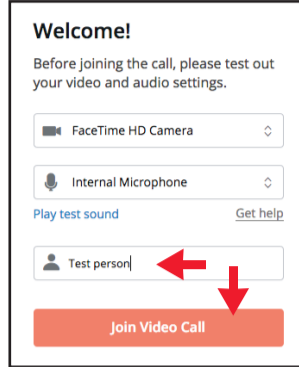 Welcome!
Before joining the call, please test out
your video and audio settings.
FaceTime HD Camera
Internal Microphone
Play test sound Get help
Test person
Join Video Call